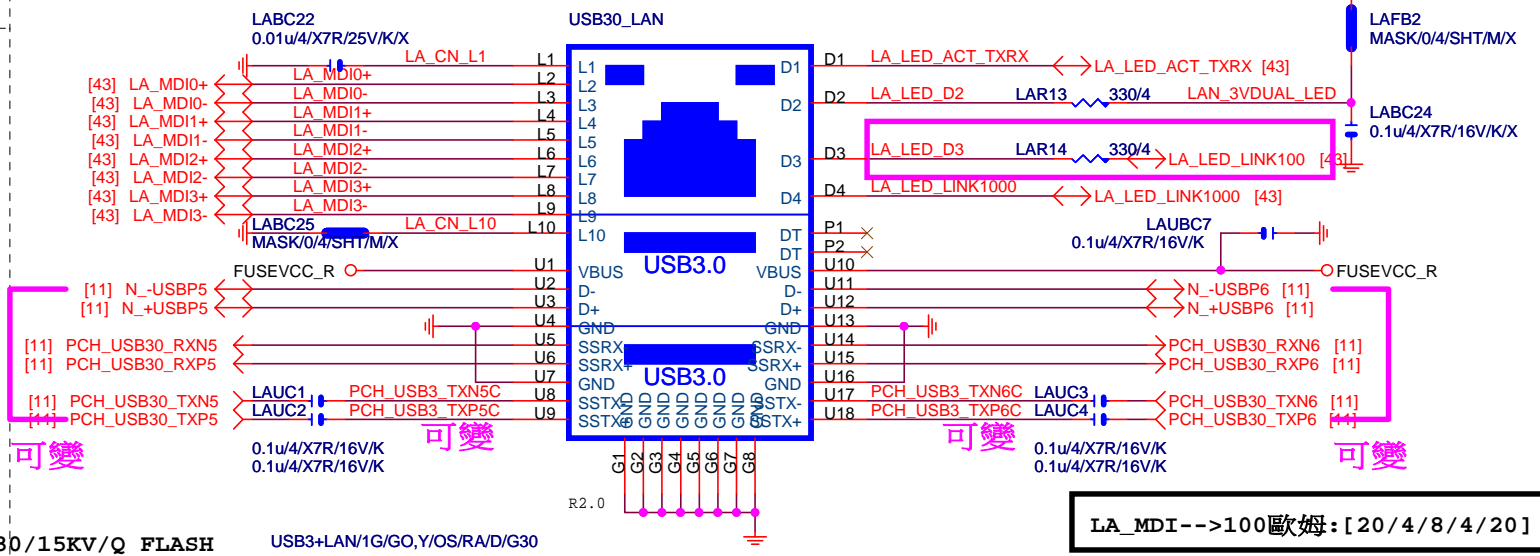 LABC22
0.01u/4/X7R/25V/K/X
USB30_LAN
LAFB2
MASK/0/4/SHT/M/X
LA_CN_L1 L1 L1 D1 D1 LA_LED_ACT_TXRX LA_LED_ACT_TXRX [43]
[43] LA_MDI0+ LA_MDI0+ L2 L2
[43] LA_MDI0- LA_MDI0- L3 L3 D2 D2 LA_LED_D2 LAR13 330/4 LAN_3VDUAL_LED
LABC24
0.1u/4/X7R/16V/K/X
[43] LA_MDI1+ LA_MDI1+ L4 L4
[43] LA_MDI1- LA_MDI1- L5 L5
[43] LA_MDI2+ LA_MDI2+ L6 L6 D3 D3 LA_LED_D3 LAR14 330/4 LA_LED_LINK100 [43]
[43] LA_MDI2- LA_MDI2- L7 L7
[43] LA_MDI3+ LA_MDI3+ L8 L8 D4 D4 LA_LED_LINK1000 LA_LED_LINK1000 [43]
[43] LA_MDI3- LA_MDI3- L9 L9
LABC25
MASK/0/4/SHT/M/X
LA_CN_L10 L10 L10 DT P1
LAUBC7
0.1u/4/X7R/16V/K
DT P2
FUSEVCC_R U1 VBUS USB3.0 VBUS U10 FUSEVCC_R
[11] N_-USBP5 U2 D- D- U11 N_-USBP6 [11]
[11] N_+USBP5 U3 D+ D+ U12 N_+USBP6 [11]
U4 GND GND U13
[11] PCH_USB30_RXN5 U5 SSRX- SSRX- U14 PCH_USB30_RXN6 [11]
[11] PCH_USB30_RXP5 U6 SSRX+ SSRX+ U15 PCH_USB30_RXP6 [11]
U7 GND USB3.0 GND U16
[11] PCH_USB30_TXN5 LAUC1 PCH_USB3_TXN5C U8 SSTX- SSTX- U17 PCH_USB3_TXN6C LAUC3 PCH_USB30_TXN6 [11]
[11] PCH_USB30_TXP5 LAUC2 PCH_USB3_TXP5C U9 SSTX+ SSTX+ U18 PCH_USB3_TXP6C LAUC4 PCH_USB30_TXP6 [11]
GND GND GND GND GND GND GND GND
可變 可變 可變 可變
0.1u/4/X7R/16V/K
0.1u/4/X7R/16V/K
0.1u/4/X7R/16V/K
0.1u/4/X7R/16V/K
G1 G2 G3 G4 G5 G6 G7 G8
R2.0
LA_MDI-->100歐姆:[20/4/8/4/20]
30/15KV/Q FLASH
USB3+LAN/1G/GO,Y/OS/RA/D/G30